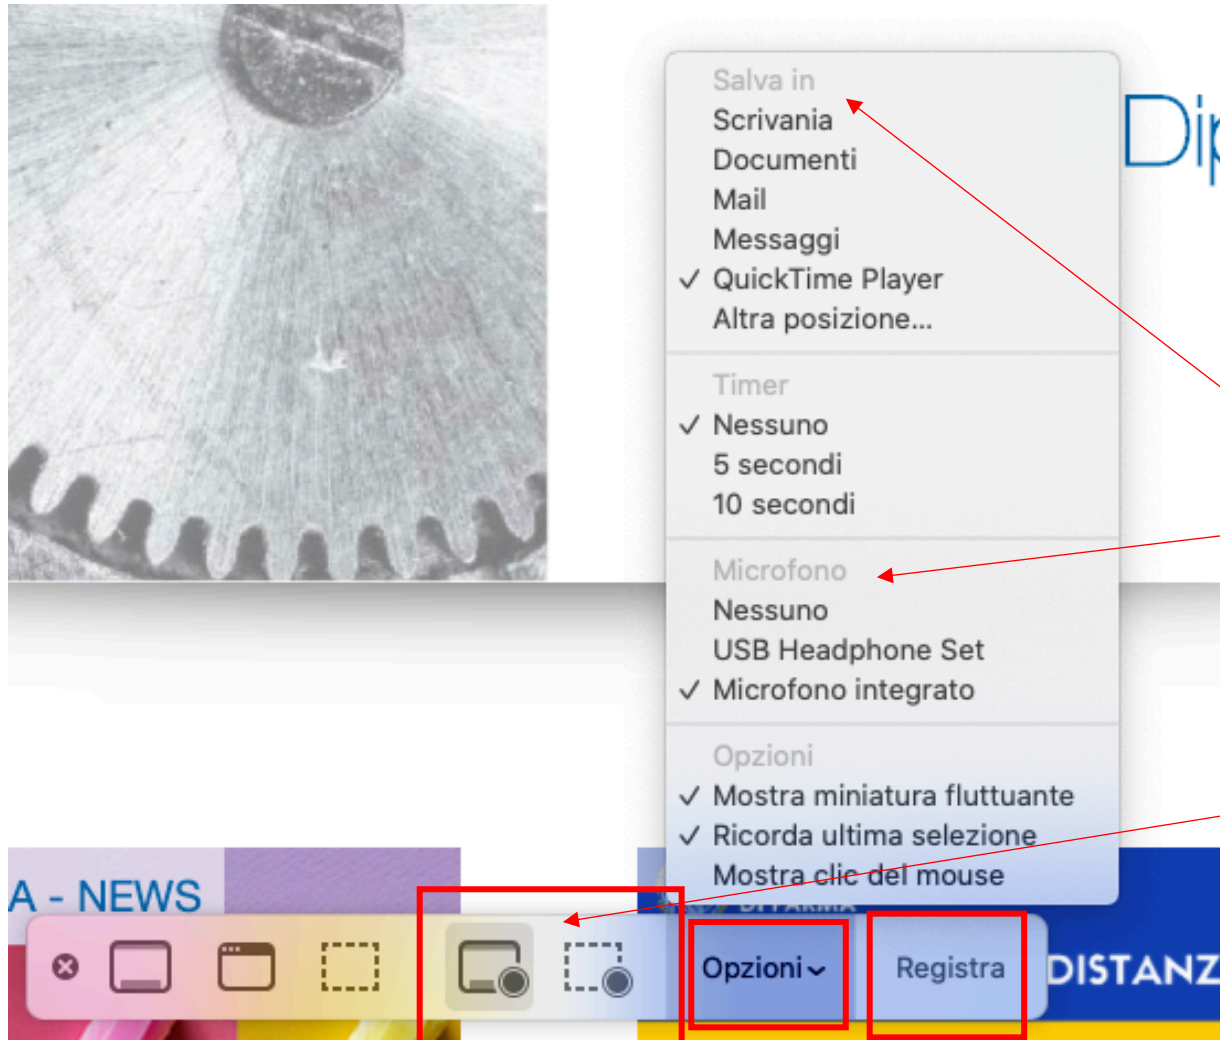 Salva in
Scrivania
Documenti
Mail
Messaggi
✓ QuickTime Player
Altra posizione...
Timer
✓ Nessuno
5 secondi
10 secondi
Microfono
Nessuno
USB Headphone Set
✓ Microfono integrato
Opzioni
✓ Mostra miniatura fluttuante
✓ Ricorda ultima selezione
Mostra clic del mouse
Dip
A - NEWS
DI PARMA
Opzioni
Registra
DISTANZ